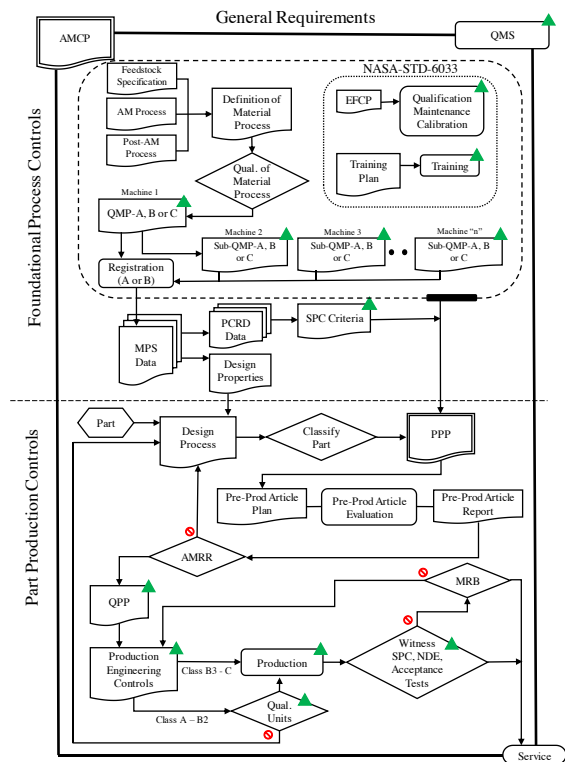 General Requirements
AMCP
QMS
Foundational Process Controls
Feedstock
Specification
AM Process
Post-AM
Process
Definition of
Material
Process
Qual. of
Material
Process
NASA-STD-6033
EFCP
Qualification
Maintenance
Calibration
Training
Plan
Training
Machine 1
QMP-A, B or C
Machine 2
Sub-QMP-A, B
or C
Machine 3
Sub-QMP-A, B
or C
Machine “n”
Sub-QMP-A, B
or C
Registration
(A or B)
MPS
Data
PCRD
Data
SPC Criteria
Design
Properties
Part Production Controls
Part
Design
Process
Classify
Part
PPP
Pre-Prod Article
Plan
Pre-Prod Article
Evaluation
Pre-Prod Article
Report
AMRR
MRB
QPP
Production
Engineering
Controls
Class B3 - C
Production
Witness
SPC, NDE,
Acceptance
Tests
Class A – B2
Qual.
Units
Service